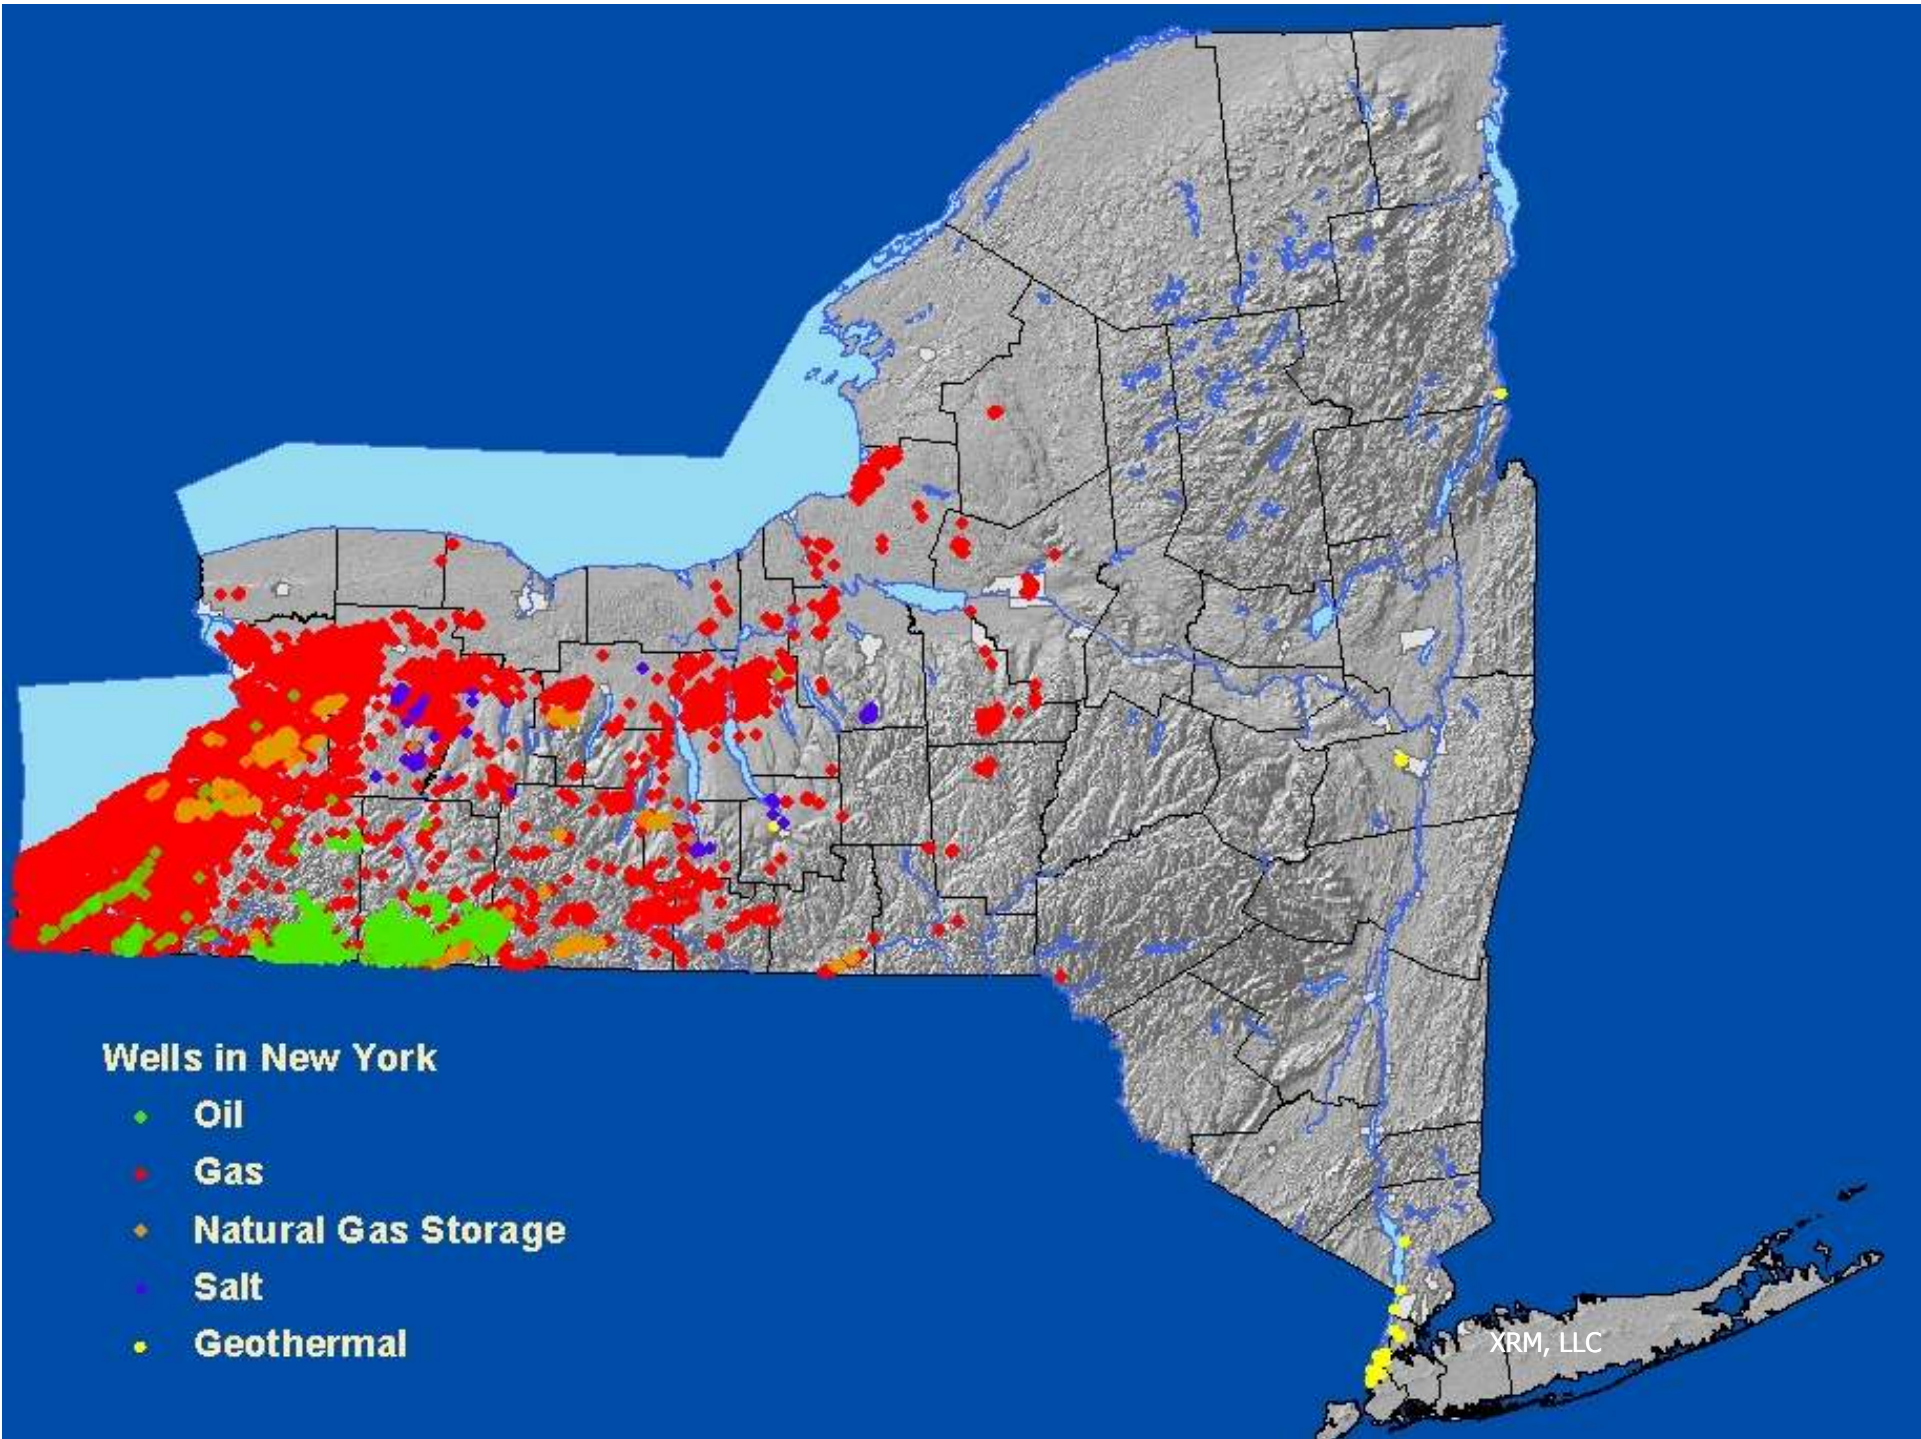 Wells in New York
Oil
Gas
Natural Gas Storage
Salt
Geothermal
XRM, LLC